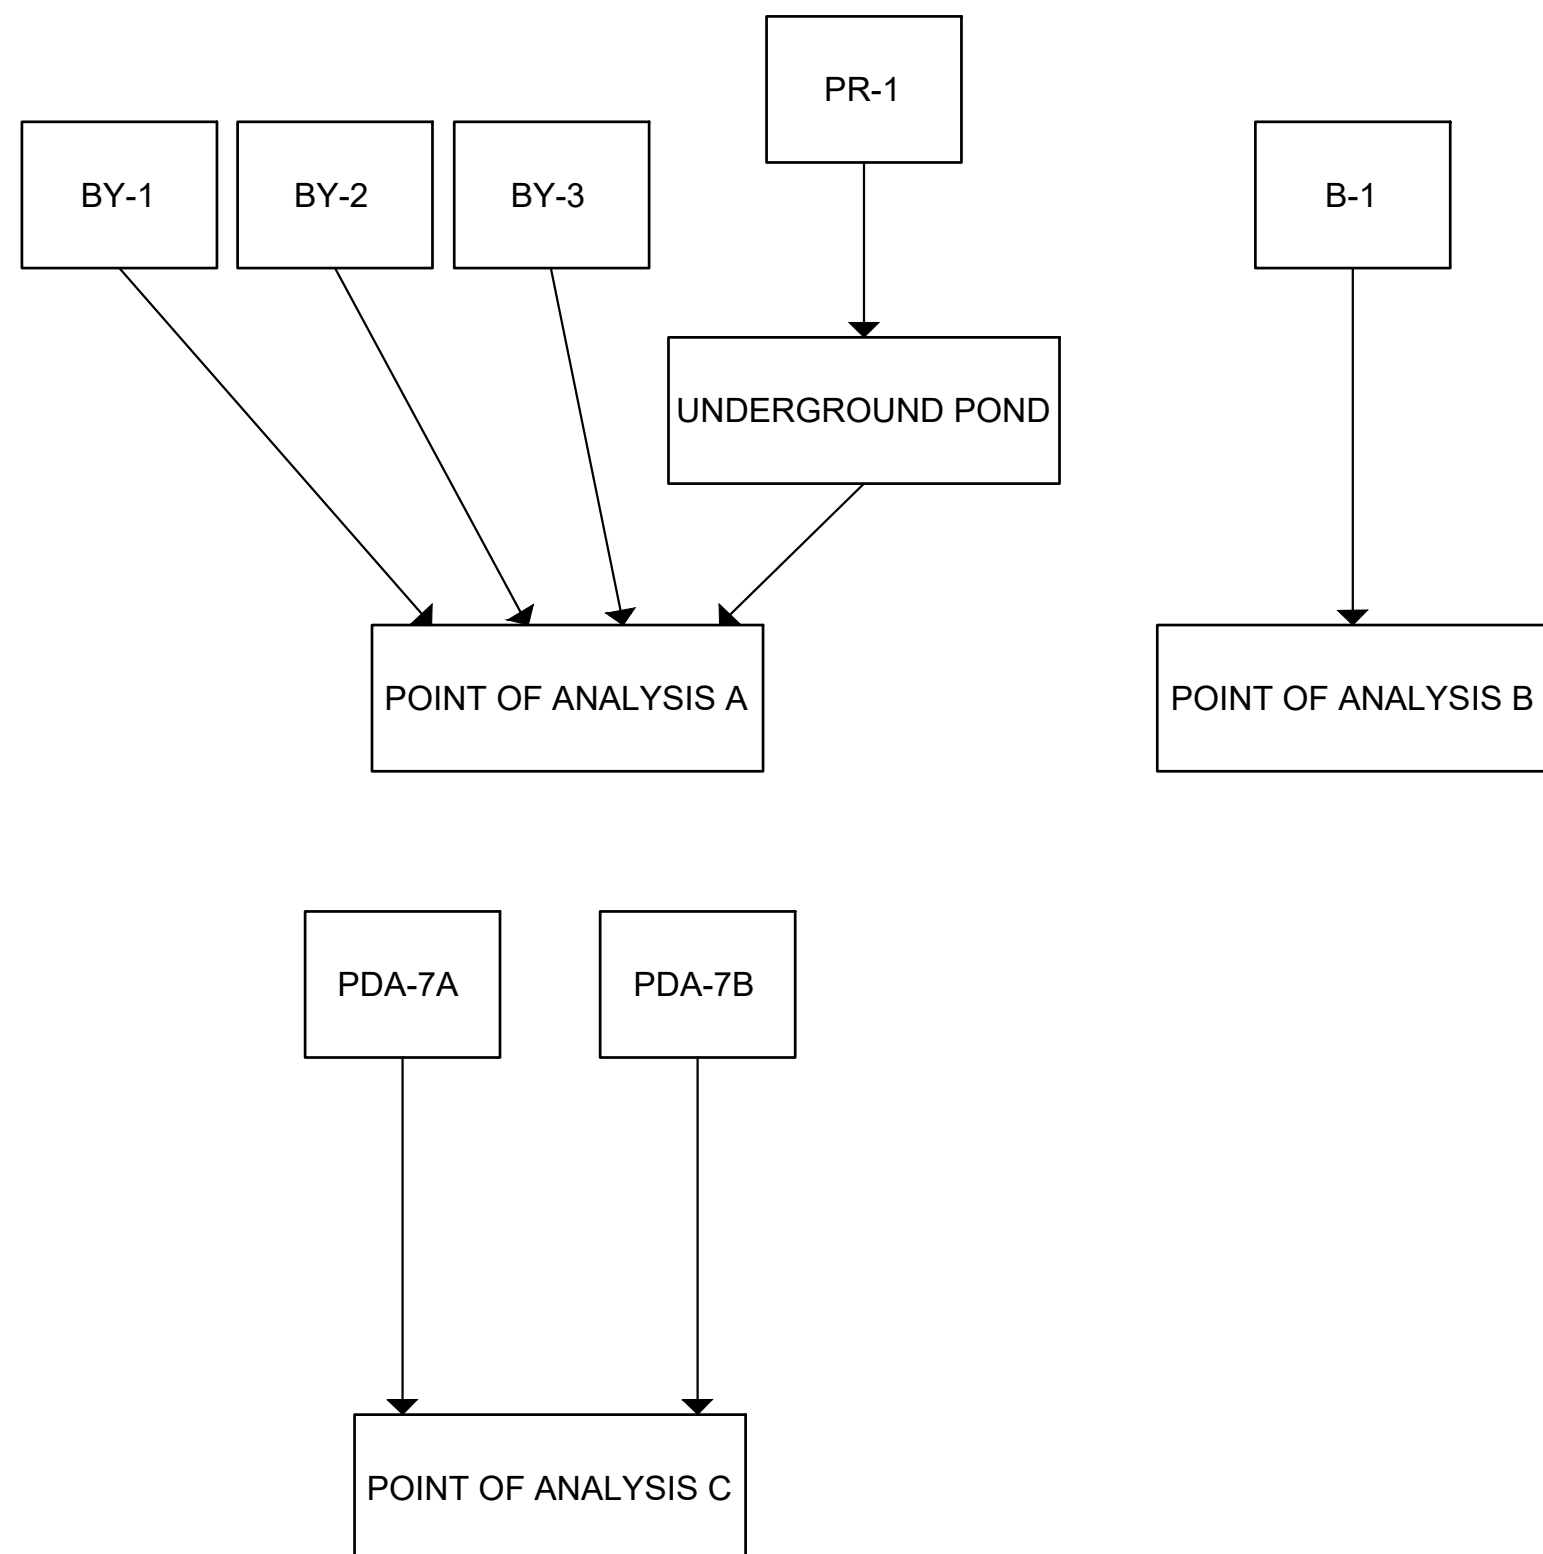 PR-1
BY-1
BY-2
BY-3
B-1
UNDERGROUND POND
POINT OF ANALYSIS A
POINT OF ANALYSIS B
PDA-7A
PDA-7B
POINT OF ANALYSIS C